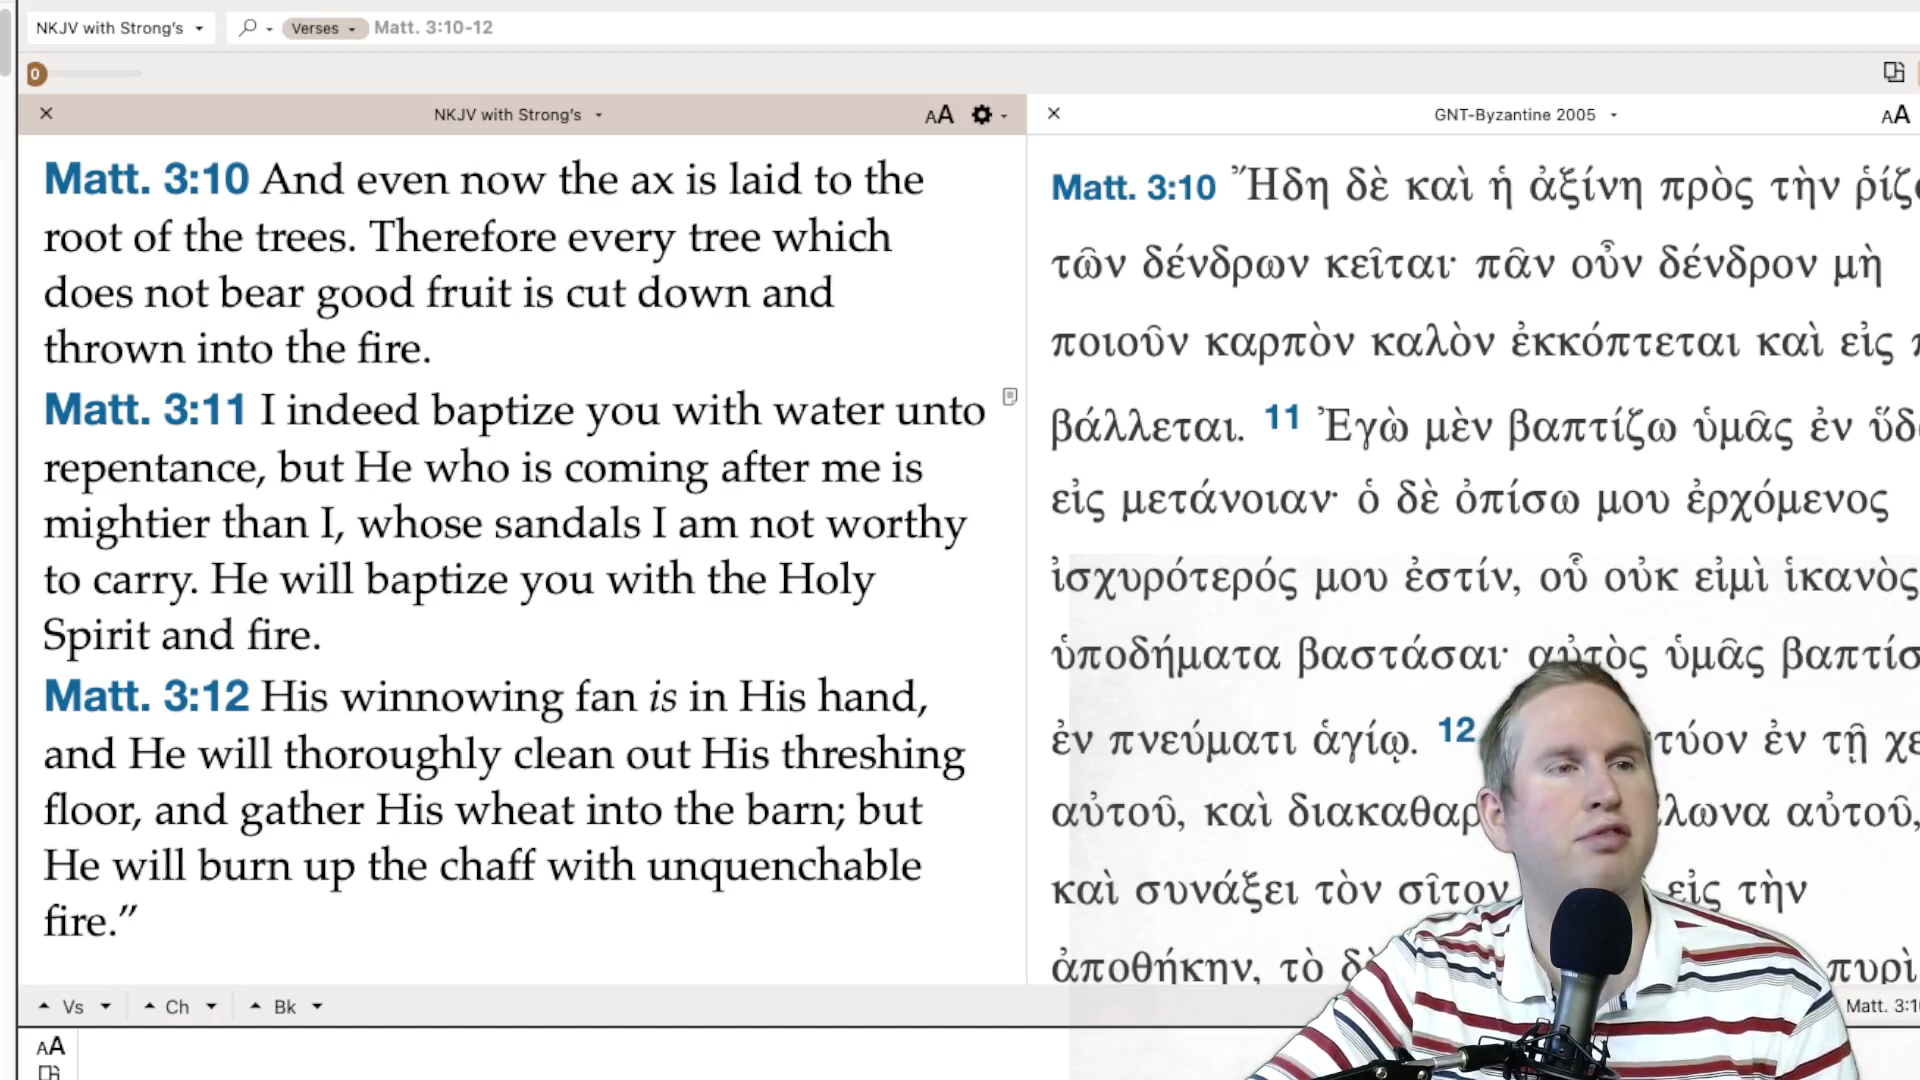 NKJV with Strong's
Verses
Matt. 3:10-12
0
NKJV with Strong's
AA
Matt. 3:10 And even now the ax is laid to the
root of the trees. Therefore every tree which
does not bear good fruit is cut down and
thrown into the fire.
Matt. 3:11 I indeed baptize you with water unto
repentance, but He who is coming after me is
mightier than I, whose sandals I am not worthy
to carry. He will baptize you with the Holy
Spirit and fire.
Matt. 3:12 His winnowing fan is in His hand,
and He will thoroughly clean out His threshing
floor, and gather His wheat into the barn; but
He will burn up the chaff with unquenchable
fire.”
Vs Ch Bk
AA
GNT-Byzantine 2005
AA
Matt. 3:10 Ἤδη δὲ καὶ ἡ ἀξίνη πρὸς τὴν
τῶν δένδρων κεῖται· πᾶν οὖν δένδρον μὴ
ποιοῦν καρπὸν καλὸν ἐκκόπτεται καὶ εἰς
βάλλεται. 11 Ἐγὼ μὲν βαπτίζω ὑμᾶς ἐν
εἰς μετάνοιαν· ὁ δὲ ὀπίσω μου ἐρχόμενος
ἰσχυρότερός μου ἐστίν, οὗ οὐκ εἰμὶ ἱκανὸς
ὑποδήματα βαστάσαι· αὐτὸς ὑμᾶς
ἐν πνεύματι ἁγίῳ. 12 ἐν τῇ
αὐτοῦ, καὶ αὐτοῦ,
καὶ συνάξει τὸν σῖτον εἰς τὴν
ἀποθήκην, τὸ πυρὶ
Matt. 3:1